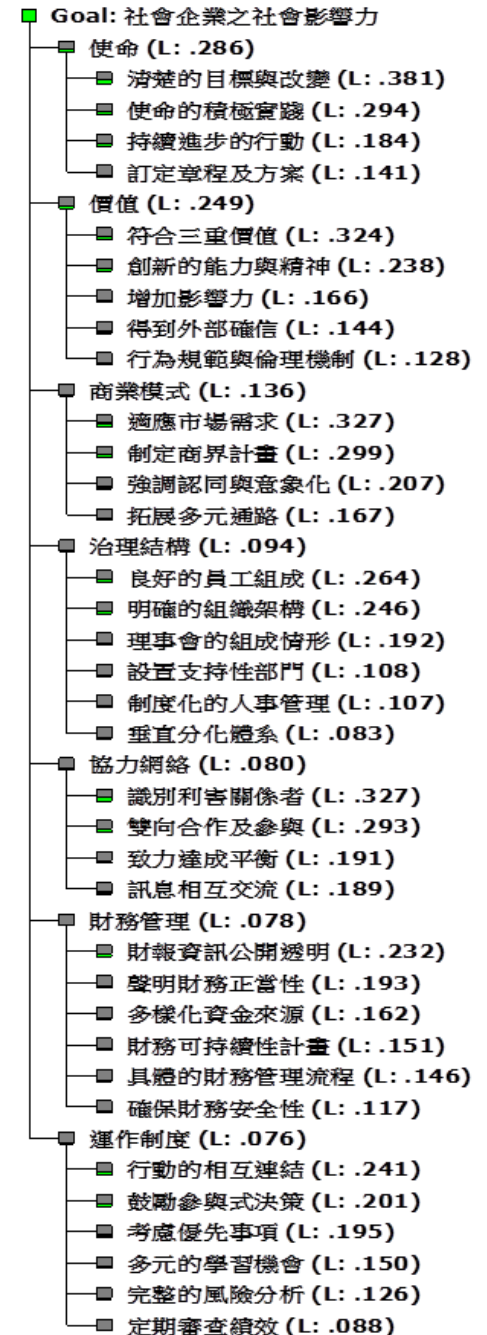 Goal: 社會企業之社會影響力
使命 (L: .286)
清楚的目標與改變 (L: .381)
使命的積極實踐 (L: .294)
持續進步的行動 (L: .184)
訂定章程及方案 (L: .141)
價值 (L: .249)
符合三重價值 (L: .324)
創新的能力與精神 (L: .238)
增加影響力 (L: .166)
得到外部確信 (L: .144)
行為規範與倫理機制 (L: .128)
商業模式 (L: .136)
適應市場需求 (L: .327)
制定商界計畫 (L: .299)
強調認同與意象化 (L: .207)
拓展多元通路 (L: .167)
治理結構 (L: .094)
良好的員工組成 (L: .264)
明確的組織架構 (L: .246)
理事會的組成情形 (L: .192)
設置支持性部門 (L: .108)
制度化的人事管理 (L: .107)
垂直分化體系 (L: .083)
協力網絡 (L: .080)
識別利害關係者 (L: .327)
雙向合作及參與 (L: .293)
致力達成平衡 (L: .191)
訊息相互交流 (L: .189)
財務管理 (L: .078)
財報資訊公開透明 (L: .232)
聲明財務正當性 (L: .193)
多樣化資金來源 (L: .162)
財務可持續性計畫 (L: .151)
具體的財務管理流程 (L: .146)
確保財務安全性 (L: .117)
運作制度 (L: .076)
行動的相互連結 (L: .241)
鼓勵參與式決策 (L: .201)
考慮優先事項 (L: .195)
多元的學習機會 (L: .150)
完整的風險分析 (L: .126)
定期審查績效 (L: .088)